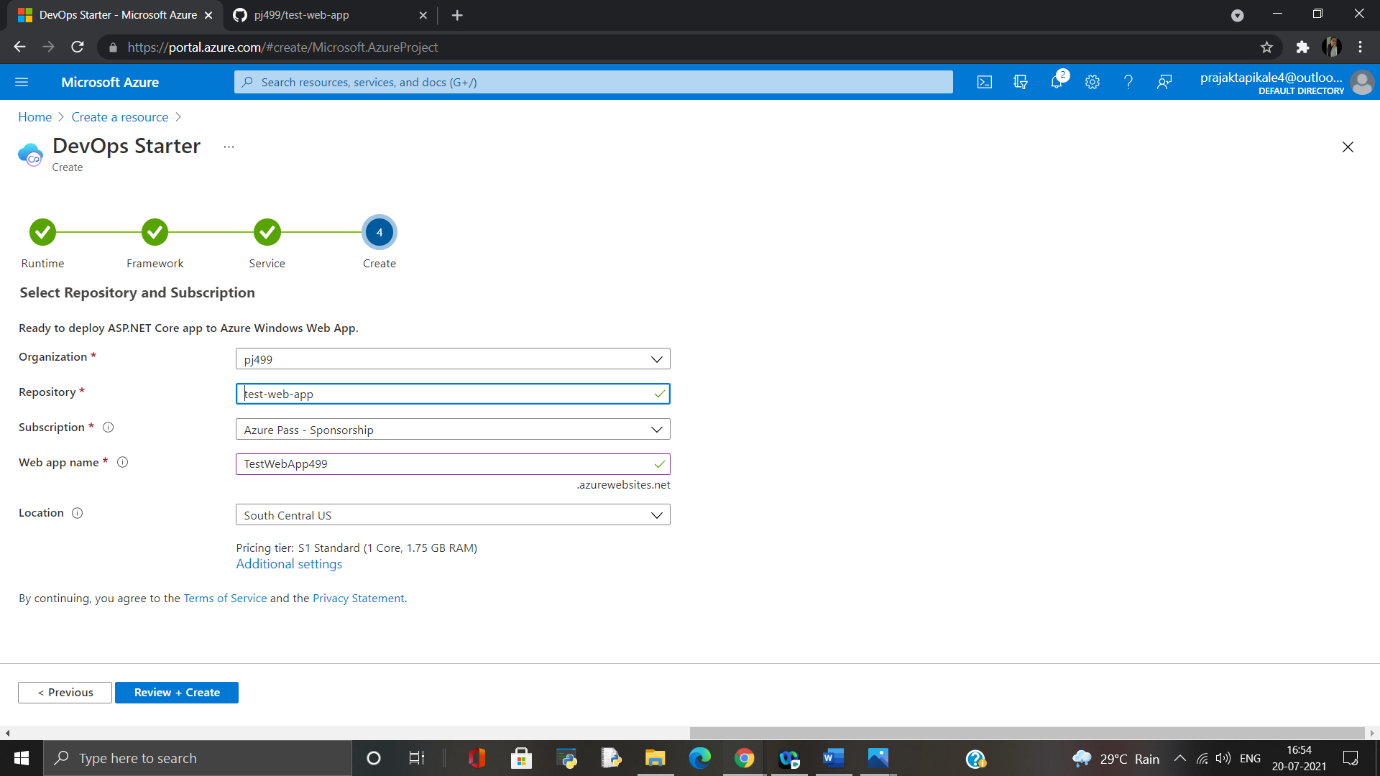 DevOps Starter - Microsoft Azure
pj499/test-web-app
https://portal.azure.com/#create/Microsoft.AzureProject
Microsoft Azure
Search resources, services, and docs (G+/)
2
prajaktapikale4@outloo...
DEFAULT DIRECTORY
Home > Create a resource >
DevOps Starter ...
Create
4
Runtime Framework Service Create
Select Repository and Subscription
Ready to deploy ASP.NET Core app to Azure Windows Web App.
Organization * pj499
Repository * test-web-app
Subscription * Azure Pass - Sponsorship
Web app name * TestWebApp499
.azurewebsites.net
Location South Central US
Pricing tier: S1 Standard (1 Core, 1.75 GB RAM)
Additional settings
By continuing, you agree to the Terms of Service and the Privacy Statement.
< Previous Review + Create
Type here to search
29°C Rain
ENG
16:54
20-07-2021